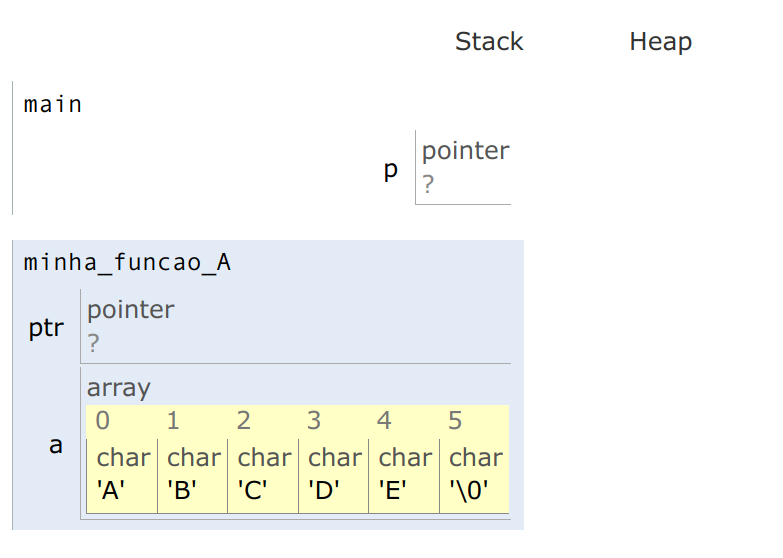 Stack Heap
main
pointer
p
?
minha_funcao_A
pointer
ptr
?
array
0 1 2 3 4 5
a
char char char char char char
'A' 'B' 'C' 'D' 'E' '\0'